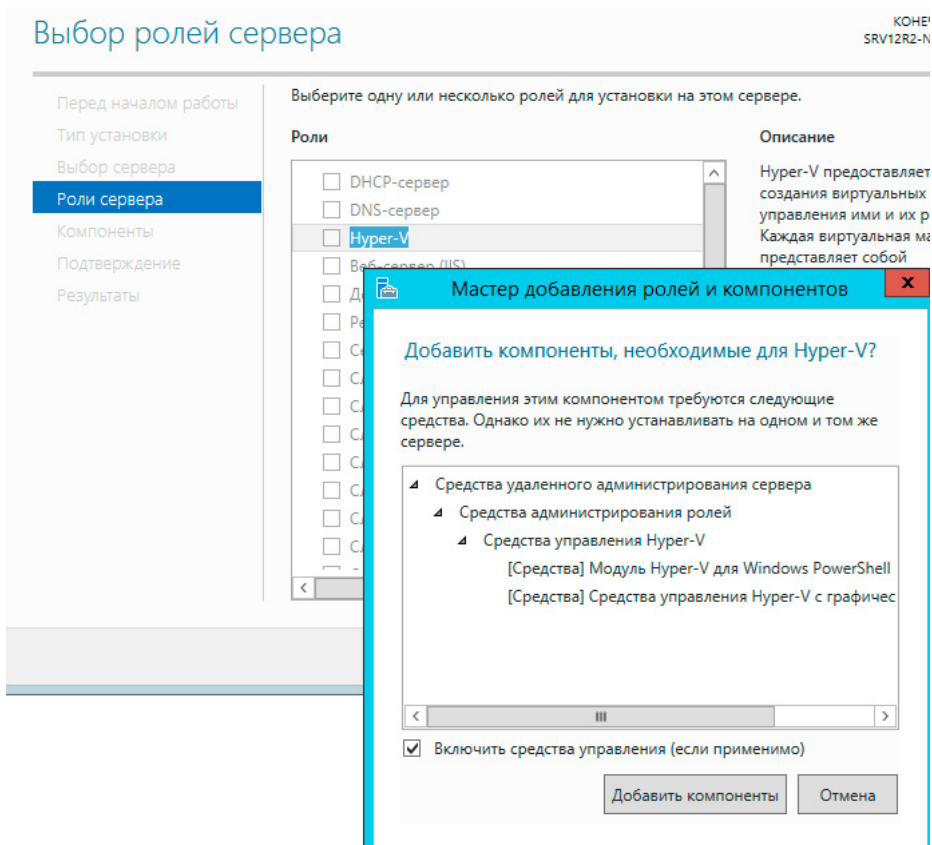 Выбор ролей сервера
КОНЕЧ
SRV12R2-N
Перед началом работы
Тип установки
Выбор сервера
Роли сервера
Компоненты
Подтверждение
Результаты
Выберите одну или несколько ролей для установки на этом сервере.
Роли
DHCP-сервер
DNS-сервер
Hyper-V
Веб-сервер (IIS)
Описание
Hyper-V предоставляет
создания виртуальных
управления ими и их р
Каждая виртуальная ма
представляет собой
Мастер добавления ролей и компонентов
Добавить компоненты, необходимые для Hyper-V?
Для управления этим компонентом требуются следующие
средства. Однако их не нужно устанавливать на одном и том же
сервере.
Средства удаленного администрирования сервера
Средства администрирования ролей
Средства управления Hyper-V
[Средства] Модуль Hyper-V для Windows PowerShell
[Средства] Средства управления Hyper-V с графичес
Включить средства управления (если применимо)
Добавить компоненты
Отмена